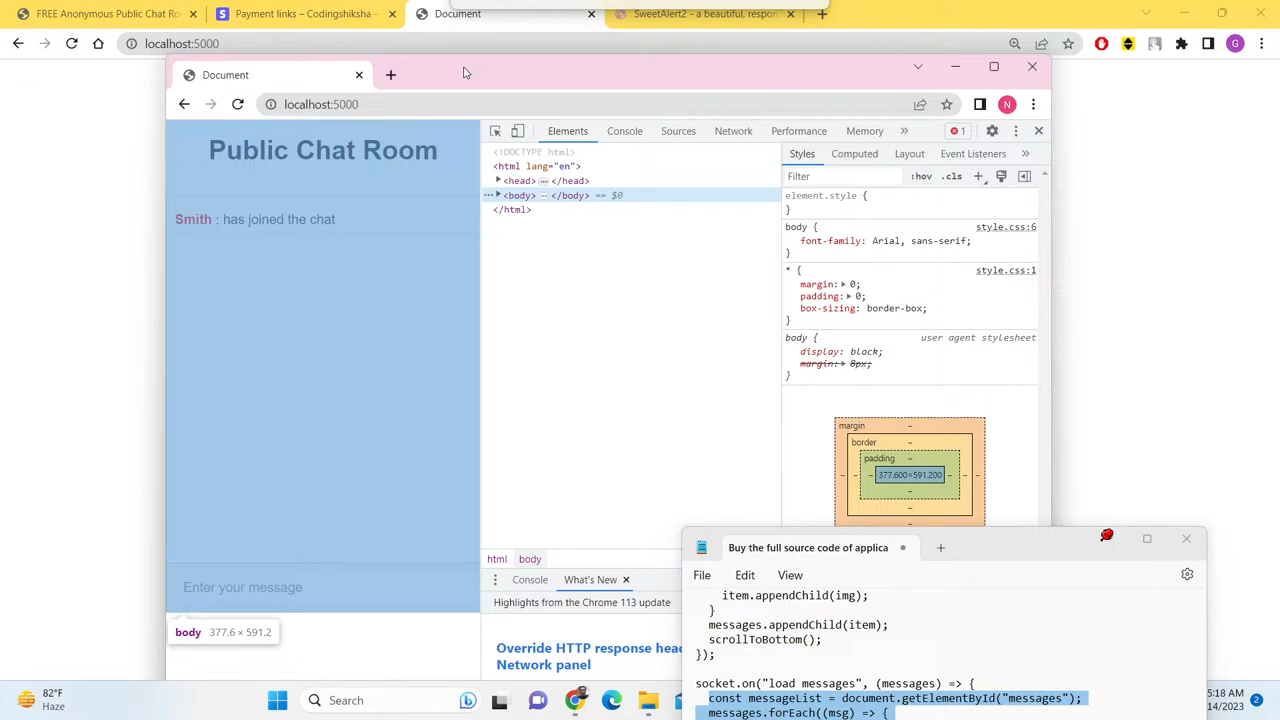 FREE Anonymous Public Chat Ro
Payment links – Codingshiksha
Document
SweetAlert2 - a beautiful, respon
localhost:5000
G
Document
localhost:5000
N
Public Chat Room
Smith : has joined the chat
Enter your message
body 377.6 × 591.2
Elements
Console
Sources
Network
Performance
Memory
1
<!DOCTYPE html>
<html lang="en">
<head> … </head>
<body> … </body> == $0
</html>
html
body
Styles
Computed
Layout
Event Listeners
Filter
:hov
.cls
element.style {
}
body {
style.css:6
font-family: Arial, sans-serif;
}
* {
style.css:1
margin: 0;
padding: 0;
box-sizing: border-box;
}
body {
user agent stylesheet
display: block;
margin: 8px;
}
margin
border
padding
377.600×591.200
Console
What's New
Highlights from the Chrome 113 update
Override HTTP response head
Network panel
Buy the full source code of applica
File
Edit
View
item.appendChild(img);
}
messages.appendChild(item);
scrollToBottom();
});
socket.on("load messages", (messages) => {
const messageList = document.getElementById("messages");
messages.forEach((msg) => {
82°F
Haze
Search
5:18 AM
14/2023
2